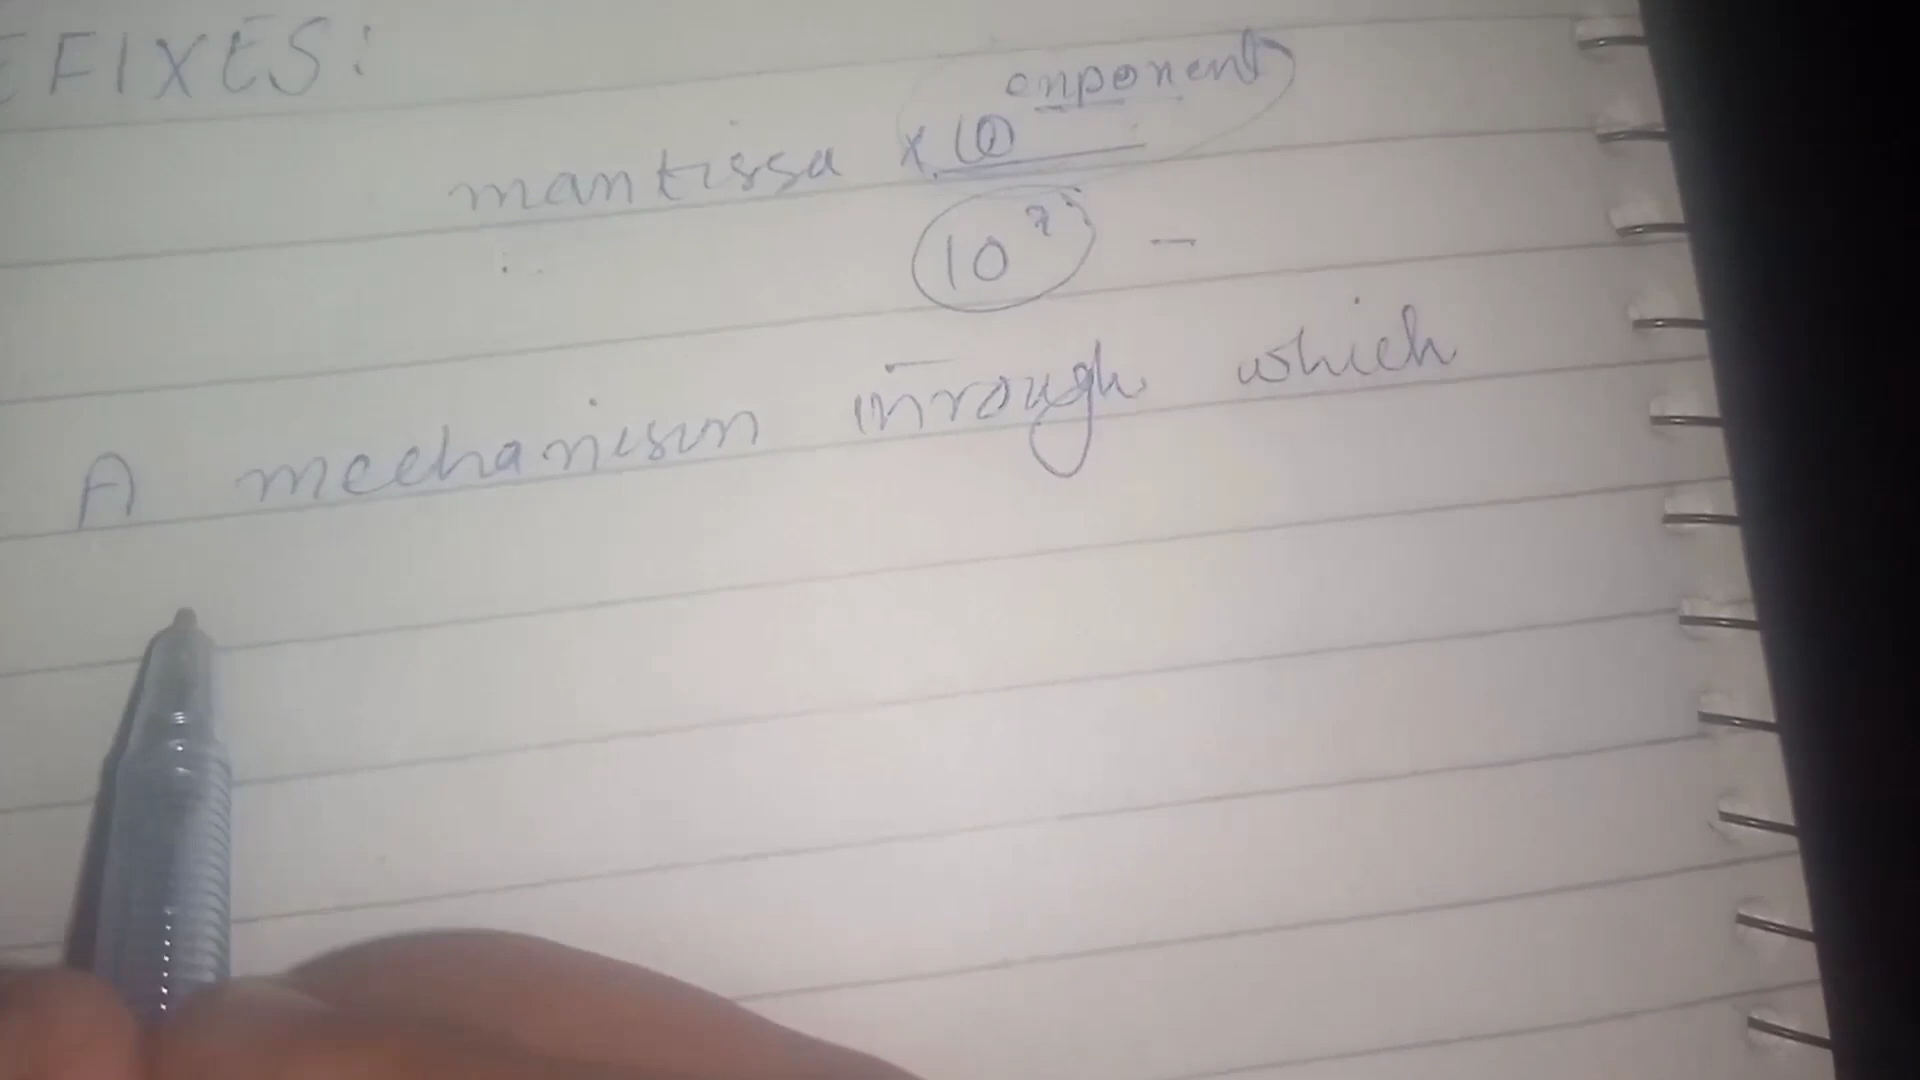 EFIXES:
mantissa × 10 exponent
10^?
A mechanism through which